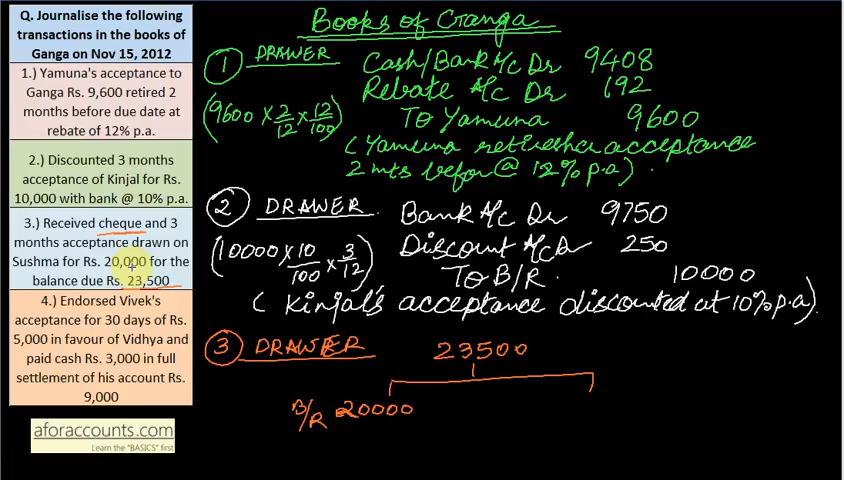 Q. Journalise the following
transactions in the books of
Ganga on Nov 15, 2012
1.) Yamuna's acceptance to
Ganga Rs. 9,600 retired 2
months before due date at
rebate of 12% p.a.
2.) Discounted 3 months
acceptance of Kinjal for Rs.
10,000 with bank @ 10% p.a.
3.) Received cheque and 3
months acceptance drawn on
Sushma for Rs. 20,000 for the
balance due Rs. 23,500
4.) Endorsed Vivek's
acceptance for 30 days of Rs.
5,000 in favour of Vidhya and
paid cash Rs. 3,000 in full
settlement of his account Rs.
9,000
aforaccounts.com
Learn the "BASICS" first
Books of Ganga
1 DRAWER Cash/Bank A/c Dr 9408
Rebate A/c Dr 192
(9600 × 2/12 × 12/100) To Yamuna 9600
(Yamuna retires her acceptance
2 mts befor @ 12% p.a).
2 DRAWER. Bank A/c Dr 9750
(10000 × 10/100 × 3/12) Discount A/c D 250
To B/R. 10000
(Kinjal's acceptance discounted at 10% p.a).
3 DRAWER 23500
B/R 20000